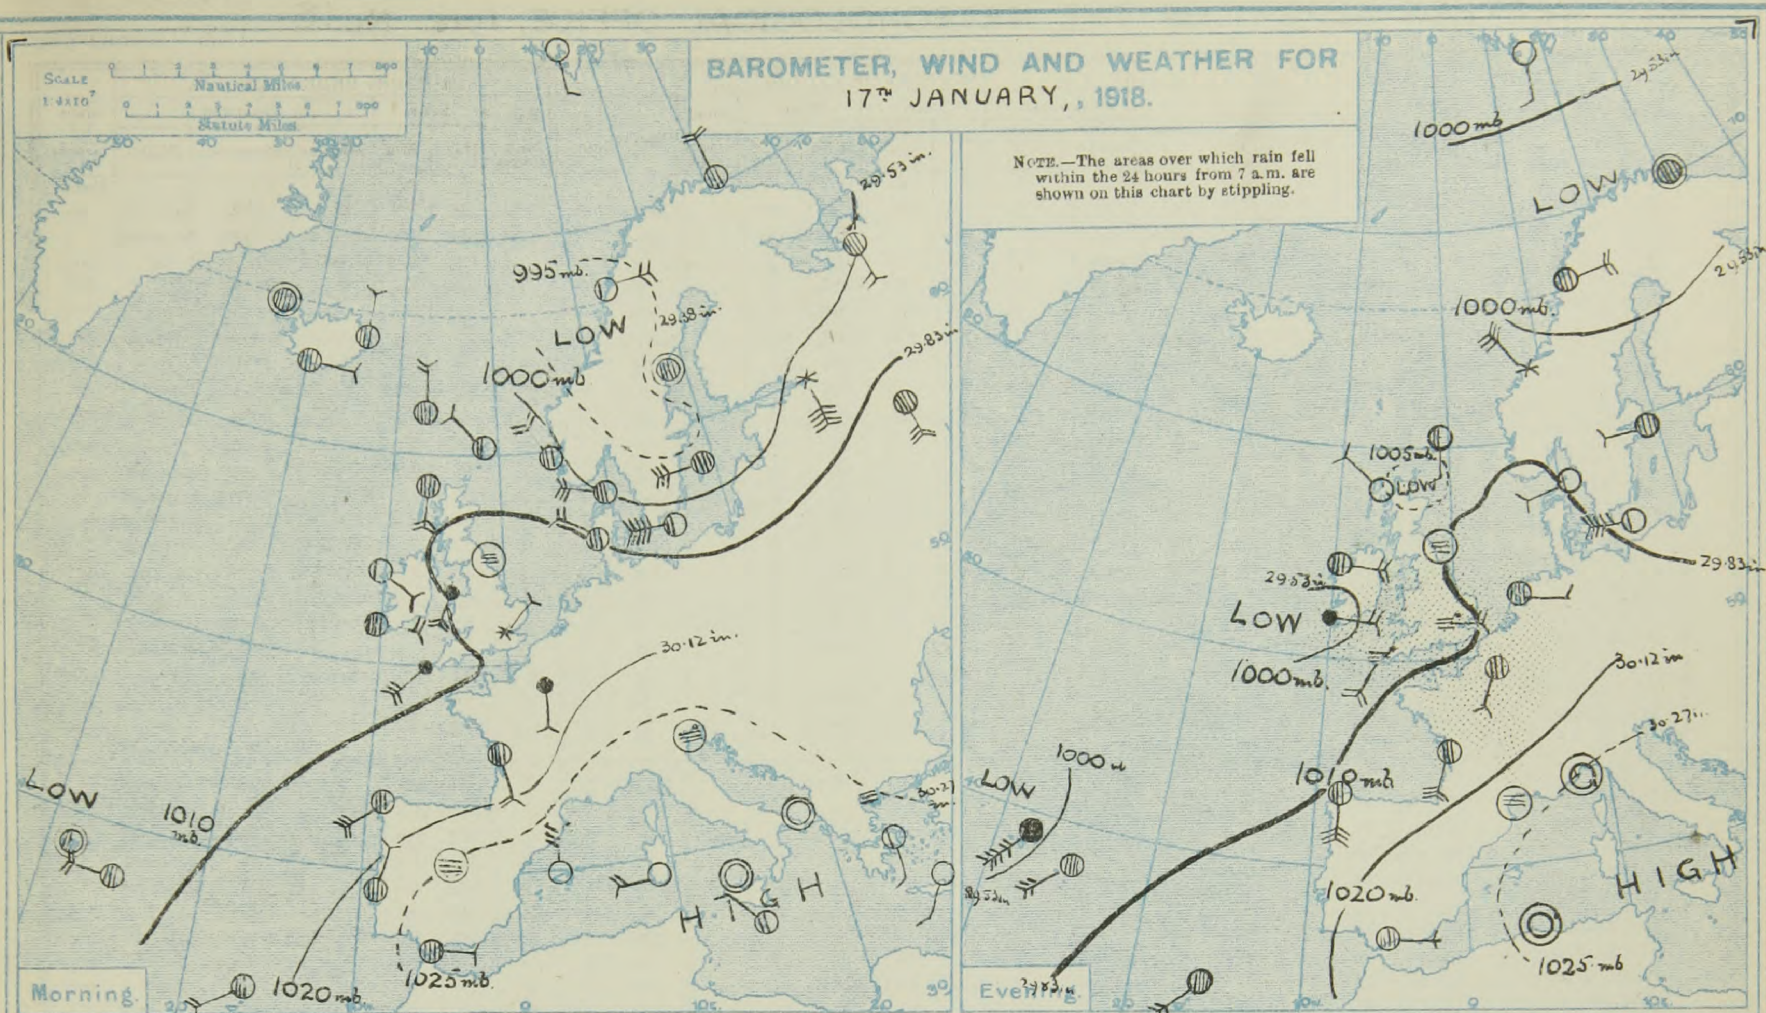 SCALE
Nautical Miles
Statute Miles
BAROMETER, WIND AND WEATHER FOR
17TH JANUARY, , 1918.
NOTE.—The areas over which rain fell
within the 24 hours from 7 a.m. are
shown on this chart by stippling.
29.53 in.
995 mb.
29.38 in.
LOW
1000 mb
29.83 in
30.12 in.
LOW
1010
mb.
30.27
in.
HIGH
1020 mb.
1025 mb.
Morning.
29.53 in
1000 mb
LOW
29.53 in
1000 mb.
1005 mb.
LOW
29.53 in
29.83 in
LOW
1000 mb.
30.12 in
30.27 in.
1000
LOW
1010 mb
29.53 in
1020 mb.
HIGH
1025 mb
29.83 in
Evening.